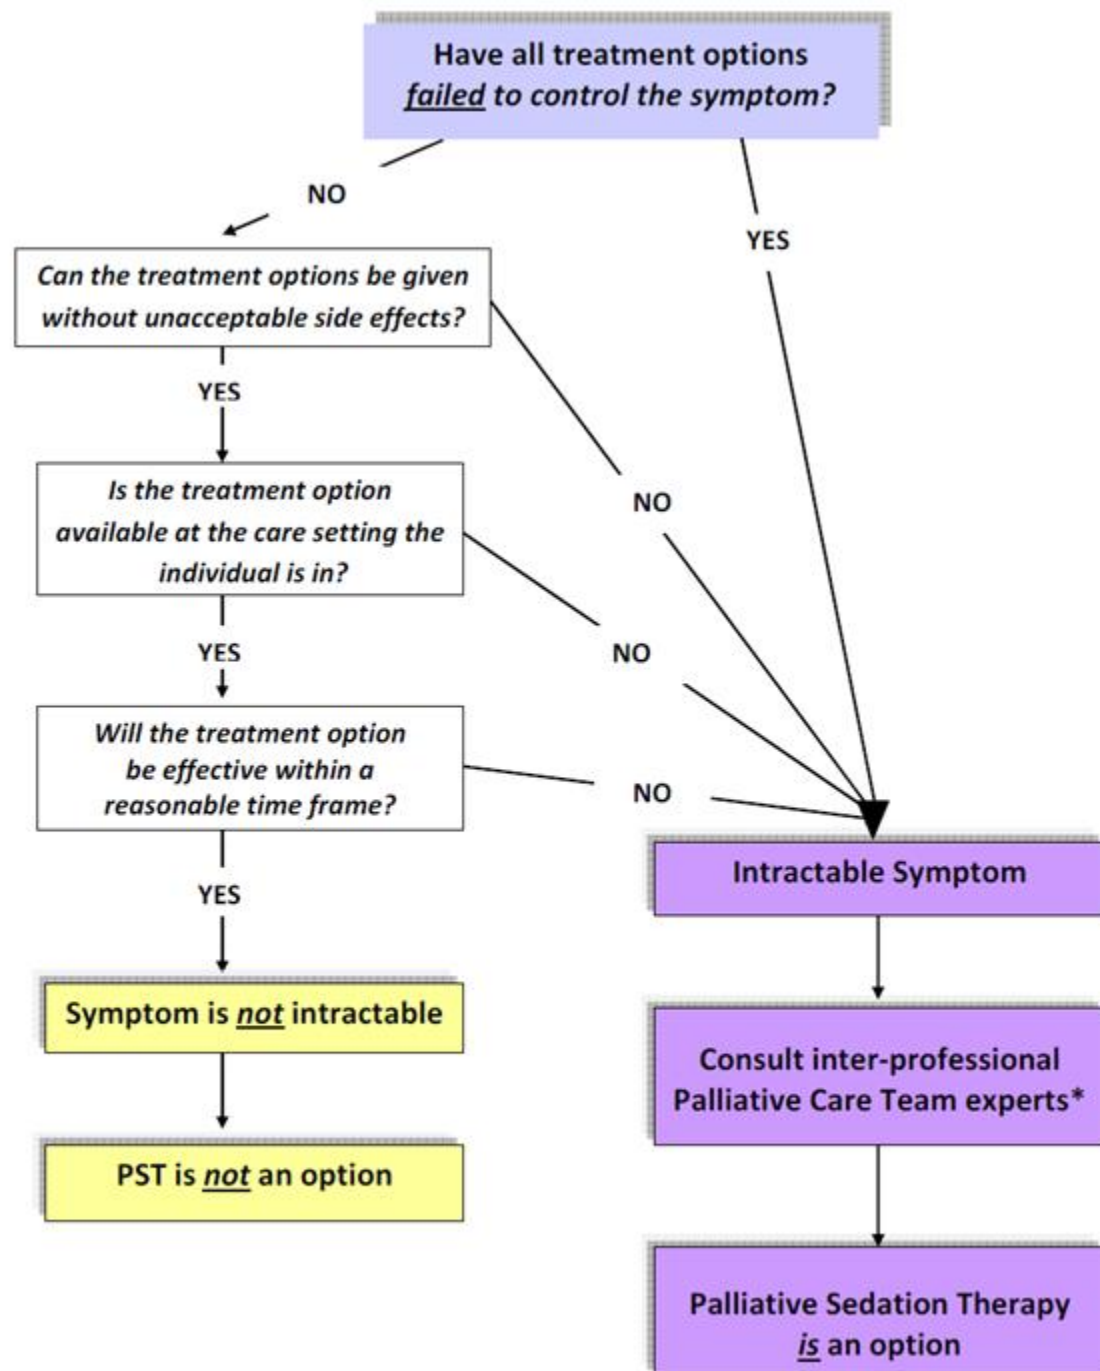 Have all treatment options
failed to control the symptom?
NO
YES
Can the treatment options be given
without unacceptable side effects?
YES
NO
Is the treatment option
available at the care setting the
individual is in?
YES
NO
Will the treatment option
be effective within a
reasonable time frame?
NO
YES
Intractable Symptom
Symptom is not intractable
Consult inter-professional
Palliative Care Team experts*
PST is not an option
Palliative Sedation Therapy
is an option